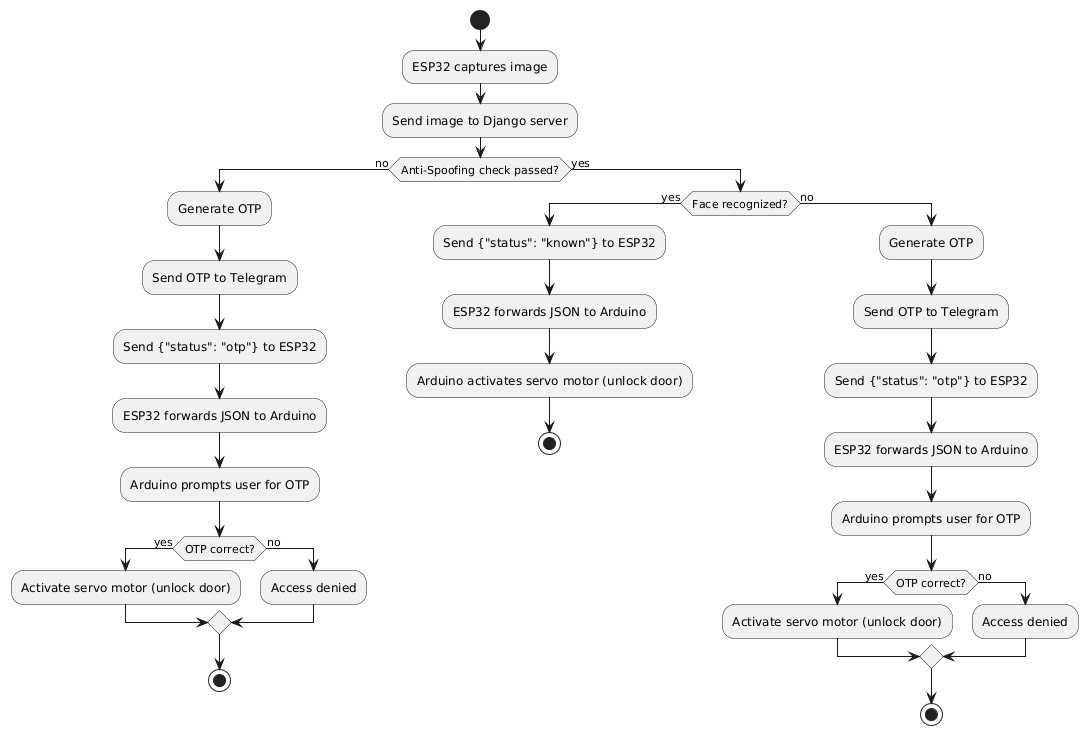 ESP32 captures image
Send image to Django server
no
Anti-Spoofing check passed?
yes
Generate OTP
Send OTP to Telegram
Send {"status": "otp"} to ESP32
ESP32 forwards JSON to Arduino
Arduino prompts user for OTP
yes
OTP correct?
no
Activate servo motor (unlock door)
Access denied
yes
Face recognized?
no
Send {"status": "known"} to ESP32
ESP32 forwards JSON to Arduino
Arduino activates servo motor (unlock door)
Generate OTP
Send OTP to Telegram
Send {"status": "otp"} to ESP32
ESP32 forwards JSON to Arduino
Arduino prompts user for OTP
yes
OTP correct?
no
Activate servo motor (unlock door)
Access denied